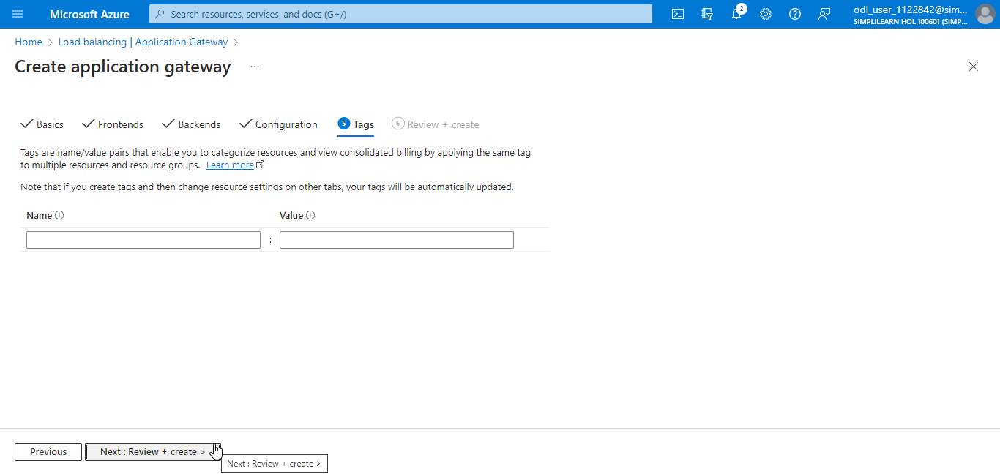 Microsoft Azure
Search resources, services, and docs (G+/)
2
odl_user_1122842@sim...
SIMPLILEARN HOL 100601 (SIMP...
Home > Load balancing | Application Gateway >
Create application gateway ...
Basics Frontends Backends Configuration 5 Tags 6 Review + create
Tags are name/value pairs that enable you to categorize resources and view consolidated billing by applying the same tag
to multiple resources and resource groups. Learn more
Note that if you create tags and then change resource settings on other tabs, your tags will be automatically updated.
Name Value
:
Previous Next : Review + create >
Next : Review + create >